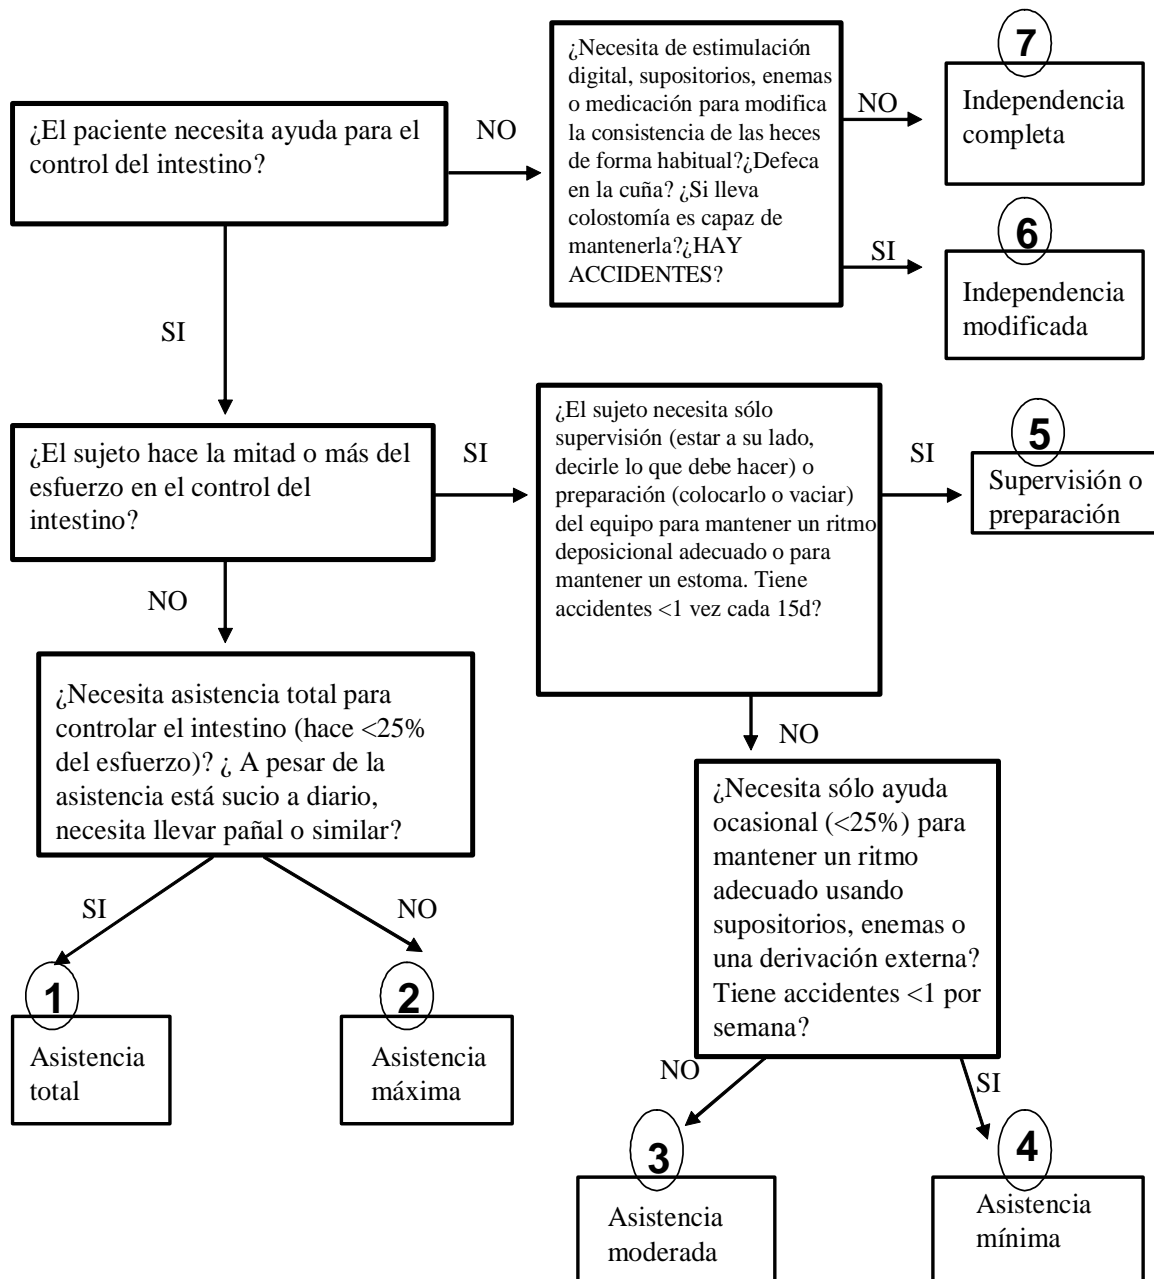 ¿El paciente necesita ayuda para el
control del intestino?
NO
¿Necesita de estimulación
digital, supositorios, enemas
o medicación para modifica
la consistencia de las heces
de forma habitual?¿Defeca
en la cuña? ¿Si lleva
colostomía es capaz de
mantenerla?¿HAY
ACCIDENTES?
NO
7
Independencia
completa
SI
6
Independencia
modificada
SI
¿El sujeto hace la mitad o más del
esfuerzo en el control del
intestino?
SI
¿El sujeto necesita sólo
supervisión (estar a su lado,
decirle lo que debe hacer) o
preparación (colocarlo o vaciar)
del equipo para mantener un ritmo
deposicional adecuado o para
mantener un estoma. Tiene
accidentes <1 vez cada 15d?
SI
5
Supervisión o
preparación
NO
¿Necesita asistencia total para
controlar el intestino (hace <25%
del esfuerzo)? ¿ A pesar de la
asistencia está sucio a diario,
necesita llevar pañal o similar?
NO
¿Necesita sólo ayuda
ocasional (<25%) para
mantener un ritmo
adecuado usando
supositorios, enemas o
una derivación externa?
Tiene accidentes <1 por
semana?
SI
NO
1
Asistencia
total
2
Asistencia
máxima
NO
SI
3
Asistencia
moderada
4
Asistencia
mínima